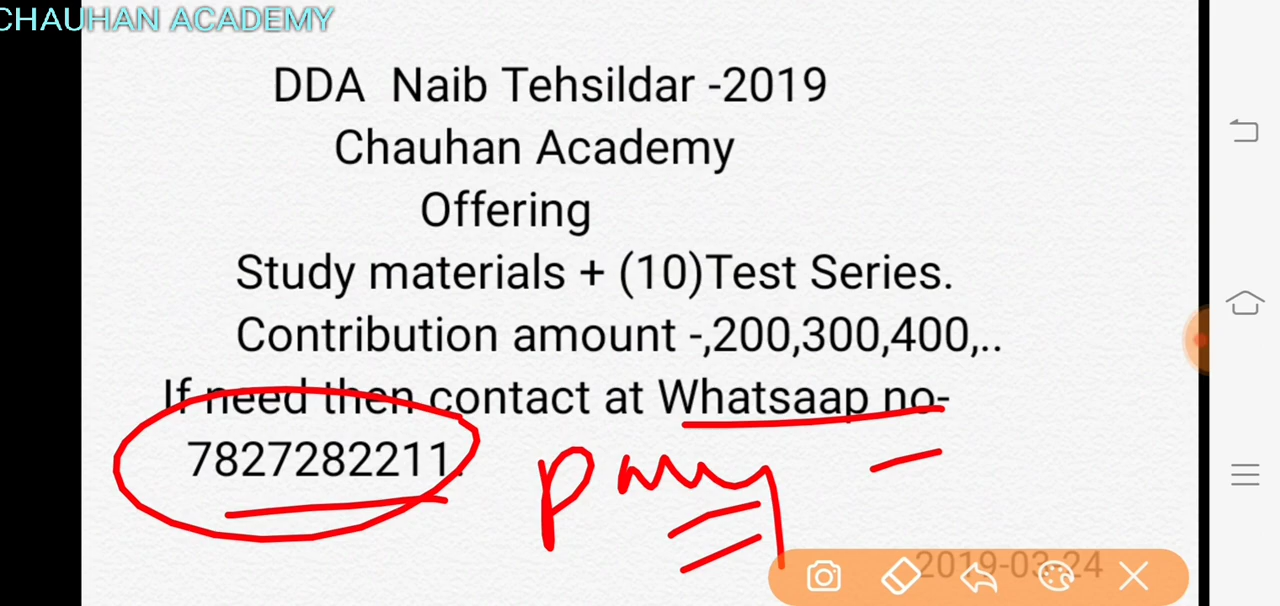 CHAUHAN ACADEMY
DDA Naib Tehsildar -2019
Chauhan Academy
Offering
Study materials + (10)Test Series.
Contribution amount -,200,300,400,..
If need then contact at Whatsaap no-
7827282211.
2019-03-24